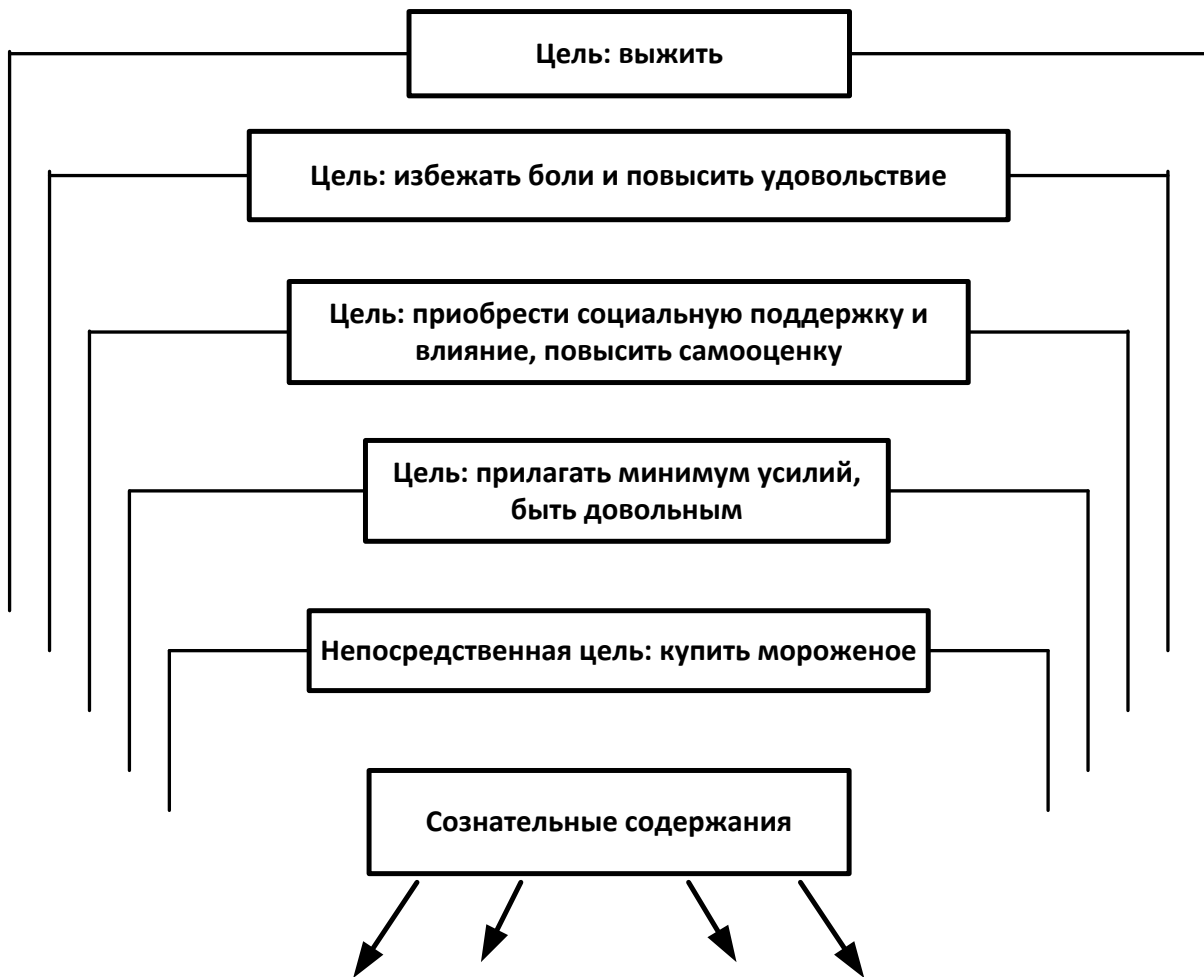 Цель: выжить
Цель: избежать боли и повысить удовольствие
Цель: приобрести социальную поддержку и
влияние, повысить самооценку
Цель: прилагать минимум усилий,
быть довольным
Непосредственная цель: купить мороженое
Сознательные содержания